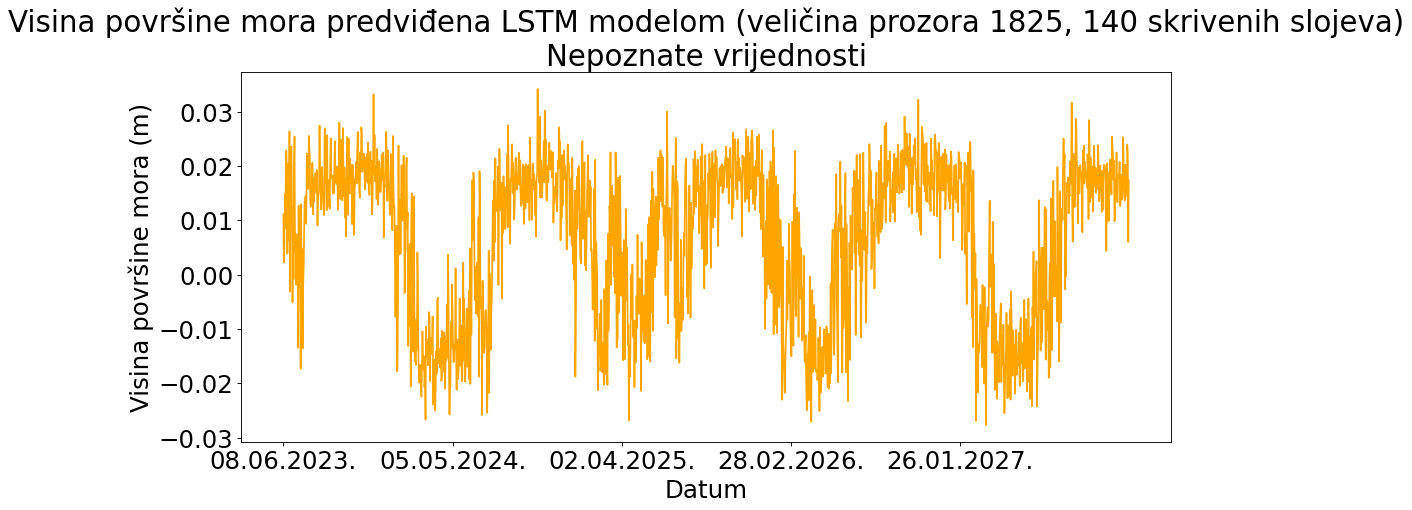 Visina površine mora predviđena LSTM modelom (veličina prozora 1825, 140 skrivenih slojeva)
Nepoznate vrijednosti
Visina površine mora (m)
0.03
0.02
0.01
0.00
−0.01
−0.02
−0.03
08.06.2023. 05.05.2024. 02.04.2025. 28.02.2026. 26.01.2027.
Datum